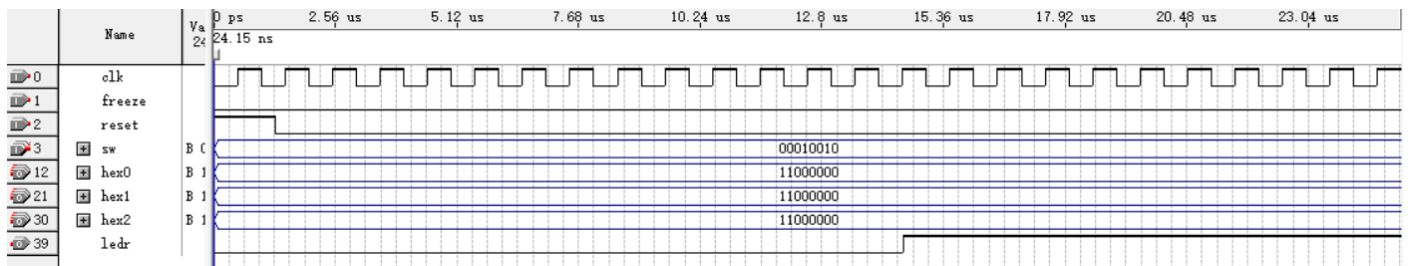 Name Va 24 0 ps 2.56 us 5.12 us 7.68 us 10.24 us 12.8 us 15.36 us 17.92 us 20.48 us 23.04 us
24.15 ns
0 clk
1 freeze
2 reset
3 sw B 0 00010010
12 hex0 B 1 11000000
21 hex1 B 1 11000000
30 hex2 B 1 11000000
39 ledr